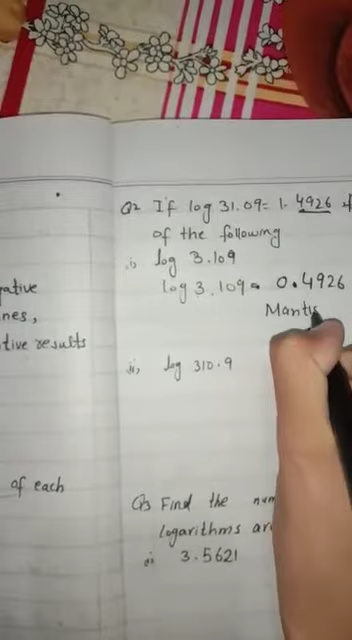 gative
nes,
tive results
of each
Q2 If log 31.09 = 1.4926
of the following
i) log 3.109
log 3.109 = 0.4926
Mantis
ii) log 310.9
Q3 Find the num
logarithms ar
i) 3.5621